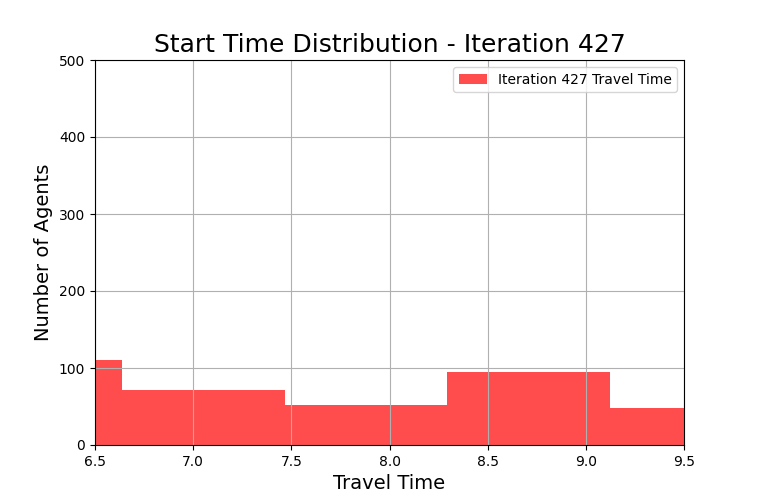 Start Time Distribution - Iteration 427
Iteration 427 Travel Time
Number of Agents
500
400
300
200
100
0
6.5 7.0 7.5 8.0 8.5 9.0 9.5
Travel Time